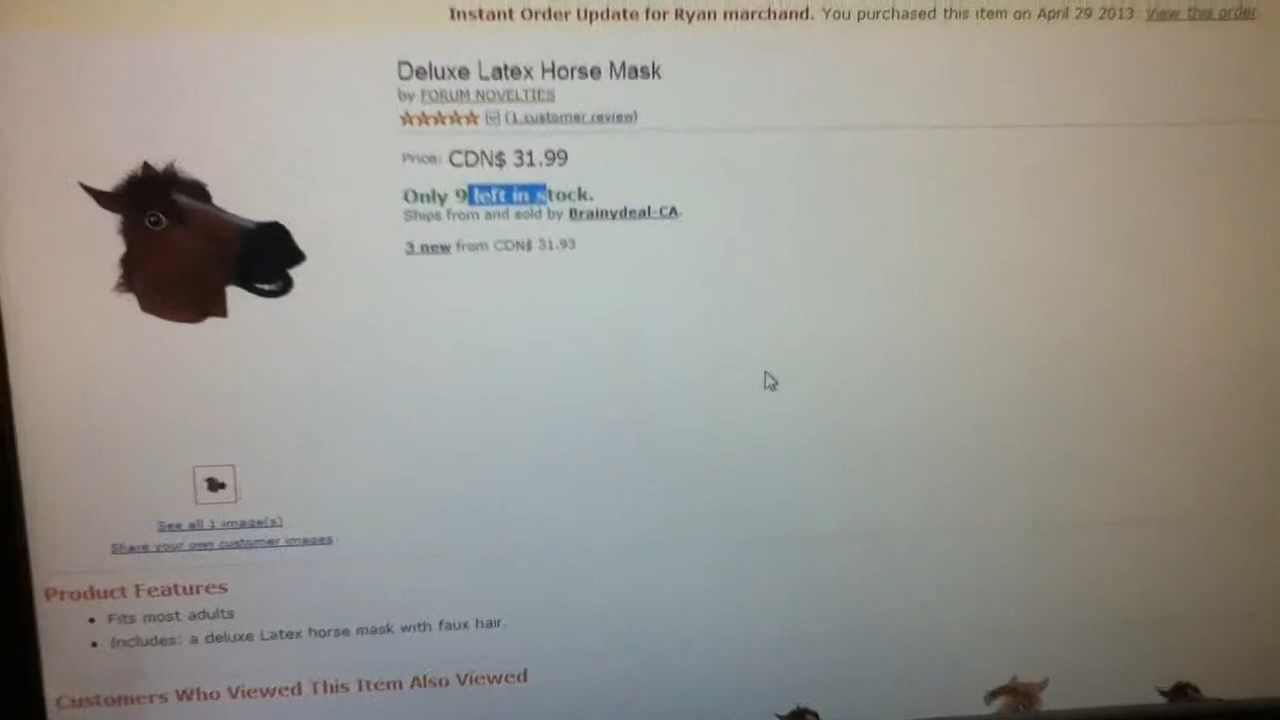 Instant Order Update for Ryan marchand. You purchased this item on April 29 2013. View this order
Deluxe Latex Horse Mask
by FORUM NOVELTIES
(1 customer review)
Price: CDN$ 31.99
Only 9 left in stock.
Ships from and sold by Brainydeal-CA.
3 new from CDN$ 31.93
See all 1 image(s)
Share your own customer images
Product Features
• Fits most adults
• Includes: a deluxe Latex horse mask with faux hair
Customers Who Viewed This Item Also Viewed